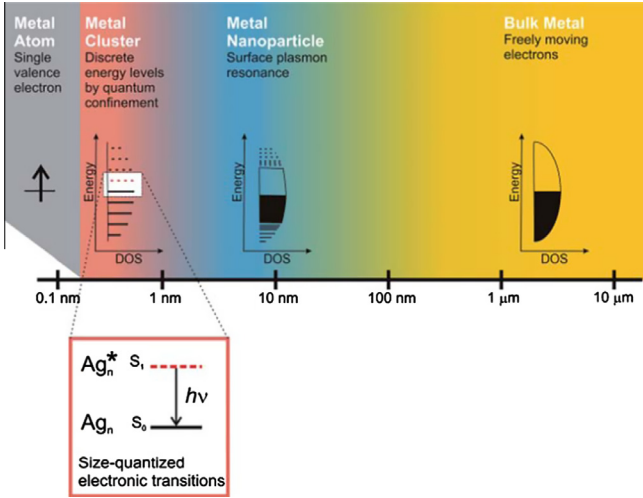 Metal
Atom
Single
valence
electron
Metal
Cluster
Discrete
energy levels
by quantum
confinement
Metal
Nanoparticle
Surface plasmon
resonance
Bulk Metal
Freely moving
electrons
Energy
DOS
Energy
DOS
Energy
DOS
0.1 nm
1 nm
10 nm
100 nm
1 µm
10 µm
Agn* S1
hν
Agn S0
Size-quantized
electronic transitions